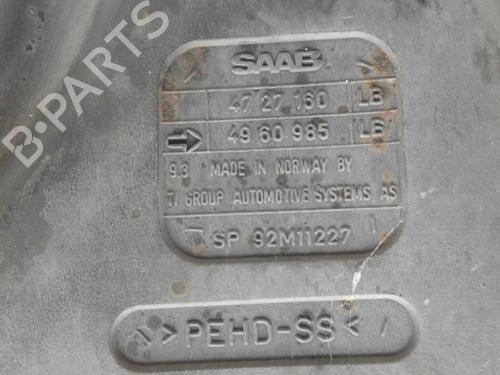 B-PARTS
SAAB
47 27 160 LB
49 60 985 LB
9.3 MADE IN NORWAY BY
TI GROUP AUTOMOTIVE SYSTEMS AS
SP 92M11227
>PEHD-SS<